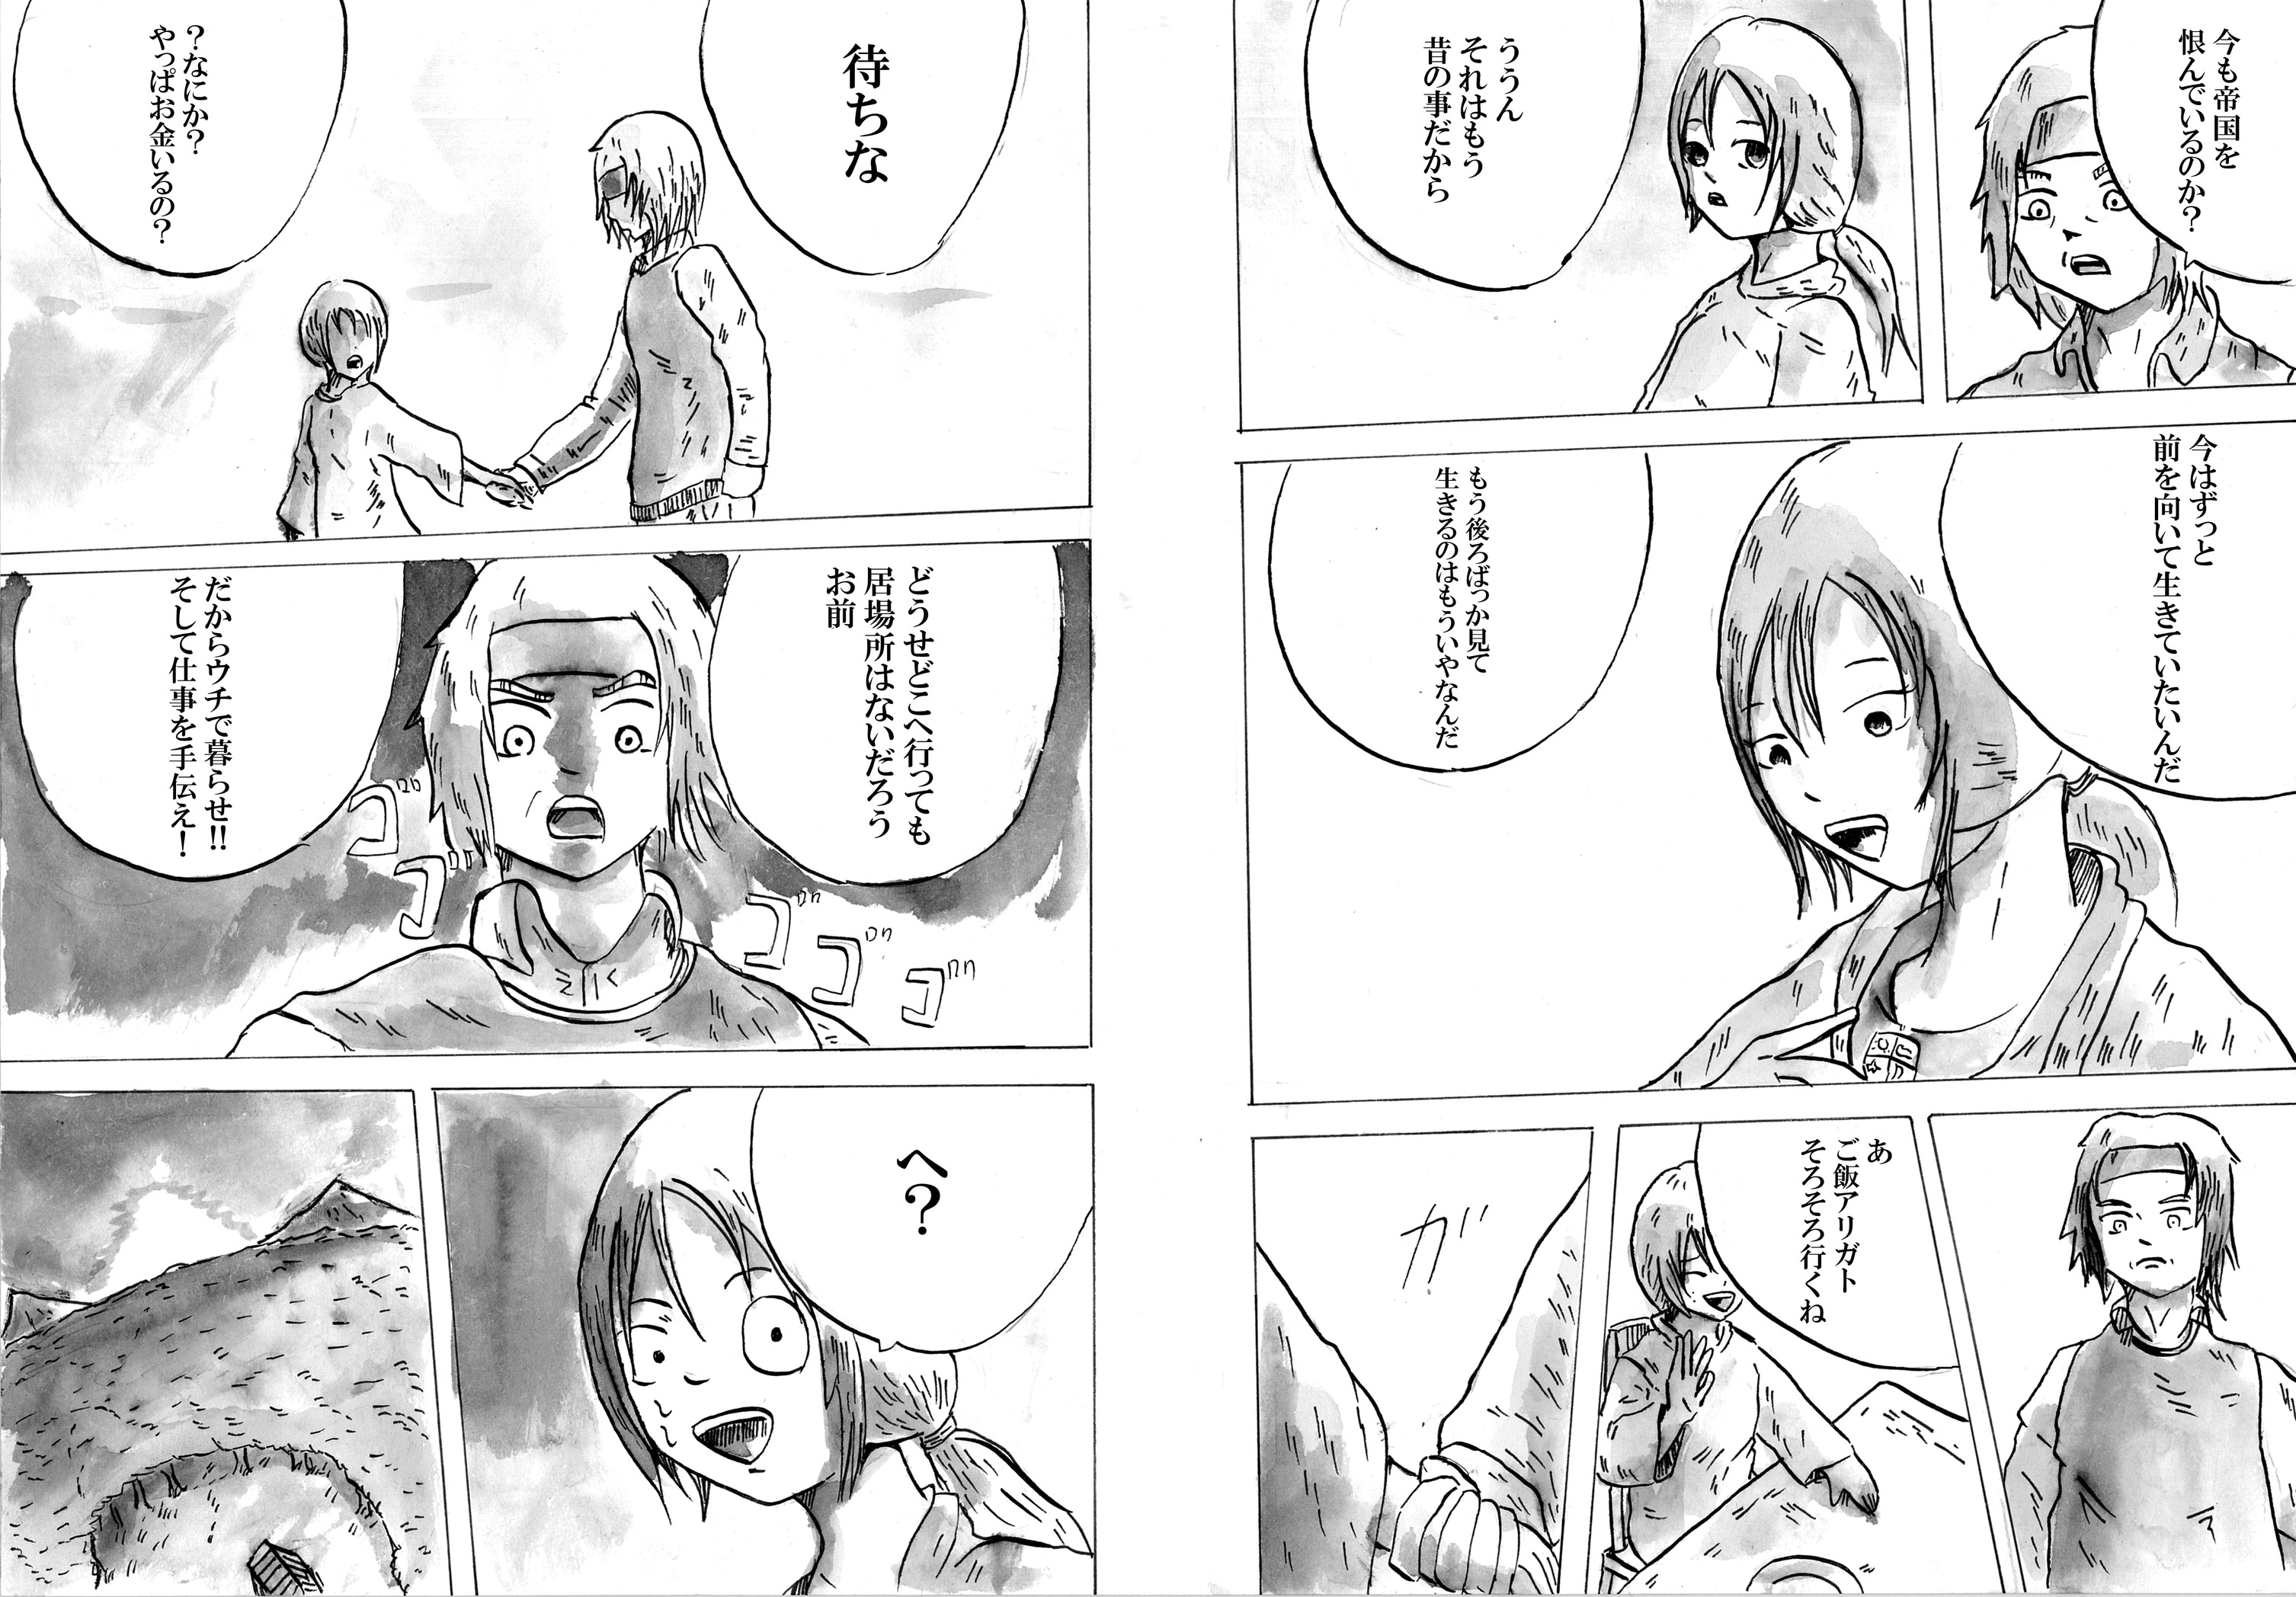 今も帝国を
恨んでいるのか?
ううん
それはもう
昔の事だから
今はずっと
前を向いて生きていたいんだ
もう後ろばっか見て
生きるのはもういやなんだ
あ
ご飯アリガト
そろそろ行くね
ガ
待ちな
?なにか?
やっぱお金いるの?
どうせどこへ行っても
居場所はないだろう
お前
ゴ
ゴ
ゴ
ゴ
ゴ
だからウチで暮らせ!!
そして仕事を手伝え!
へ?